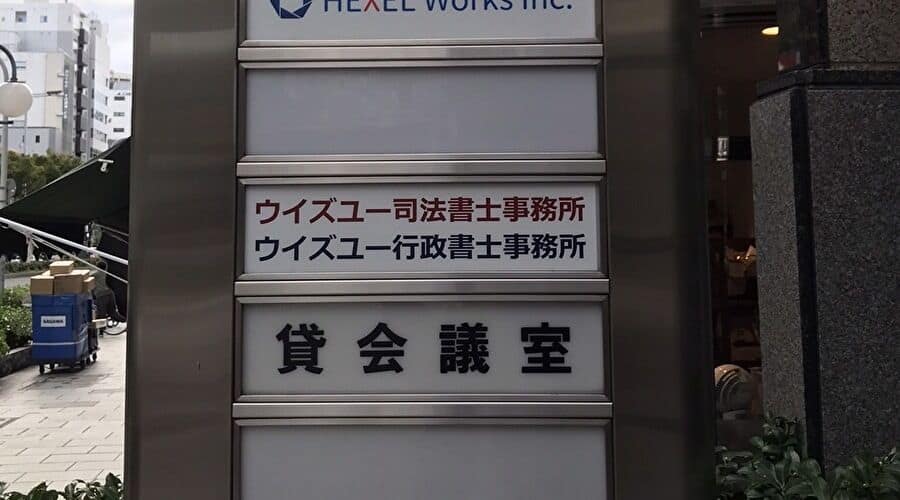 HEXEL Works Inc.
ウイズユー司法書士事務所
ウイズユー行政書士事務所
貸会議室
SAGAWA